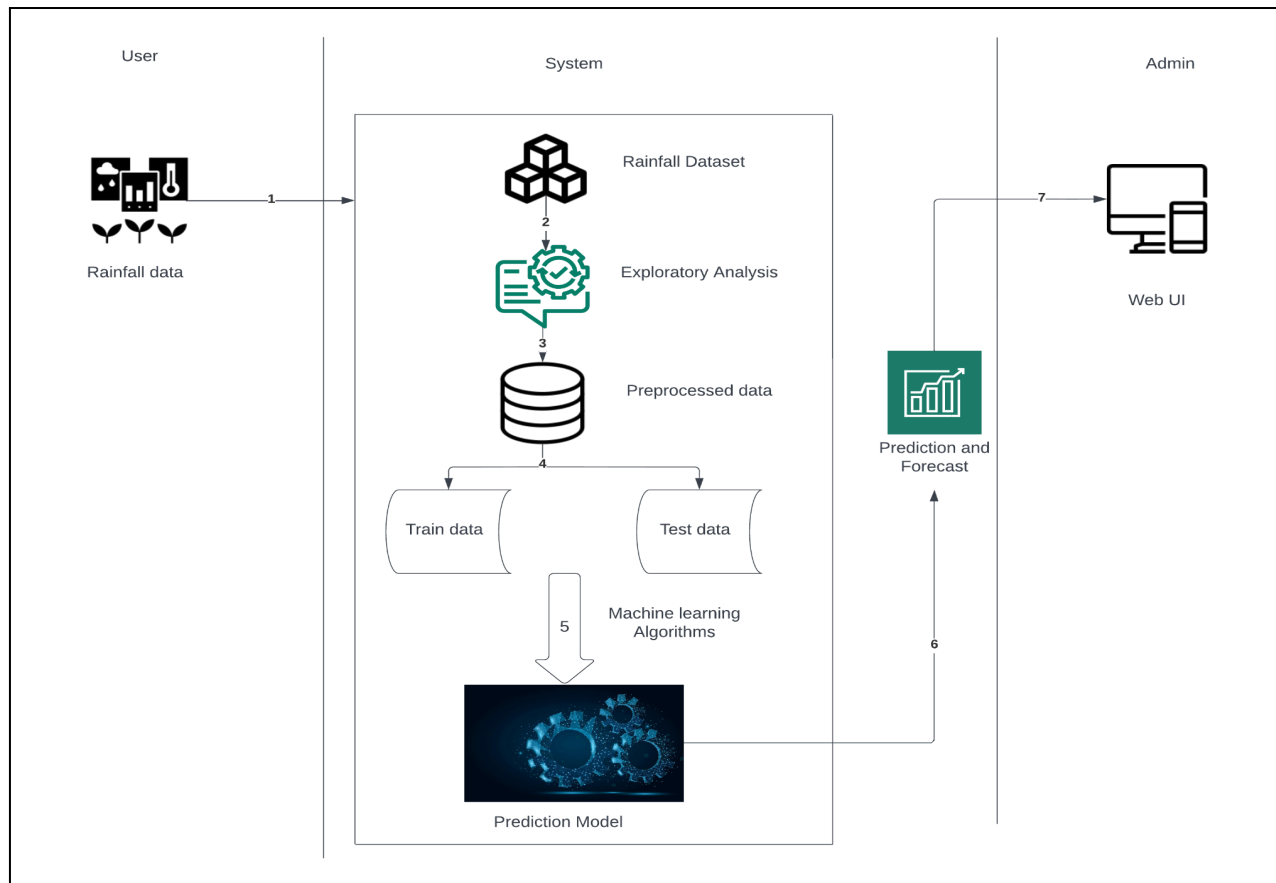 User
System
Admin
Rainfall Dataset
1
2
7
Rainfall data
Exploratory Analysis
Web UI
3
Preprocessed data
4
Prediction and
Forecast
Train data
Test data
5
Machine learning
Algorithms
6
Prediction Model